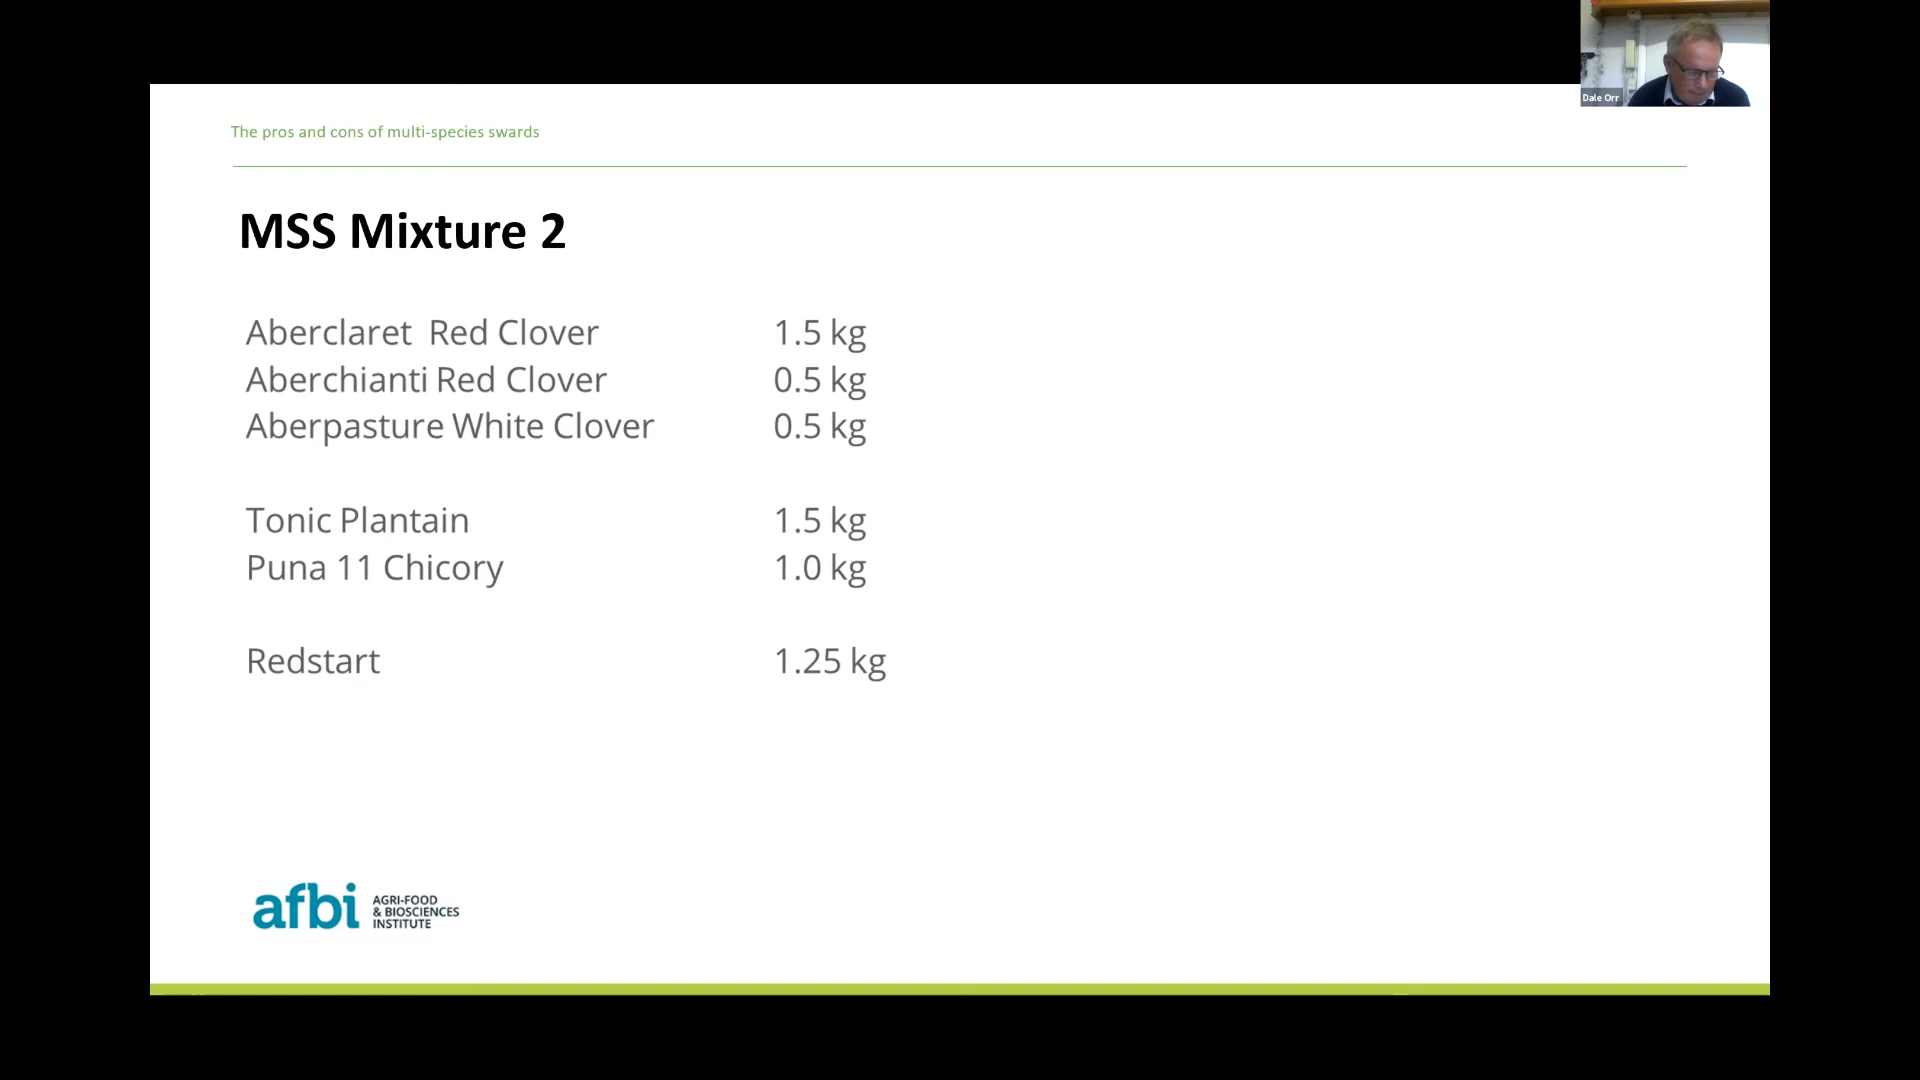 Dale Orr
The pros and cons of multi-species swards
MSS Mixture 2
Aberclaret Red Clover 1.5 kg
Aberchianti Red Clover 0.5 kg
Aberpasture White Clover 0.5 kg
Tonic Plantain 1.5 kg
Puna 11 Chicory 1.0 kg
Redstart 1.25 kg
afbi
AGRI-FOOD
& BIOSCIENCES
INSTITUTE